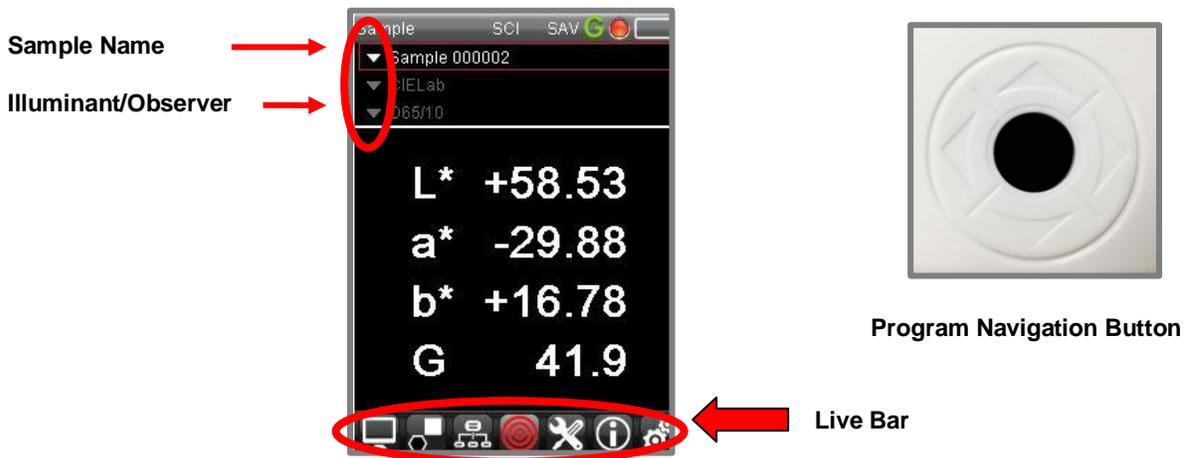 Sample SCI SAV G
Sample Name
Sample 000002
CIELab
Illuminant/Observer
D65/10
L* +58.53
a* -29.88
b* +16.78
G 41.9
Program Navigation Button
Live Bar